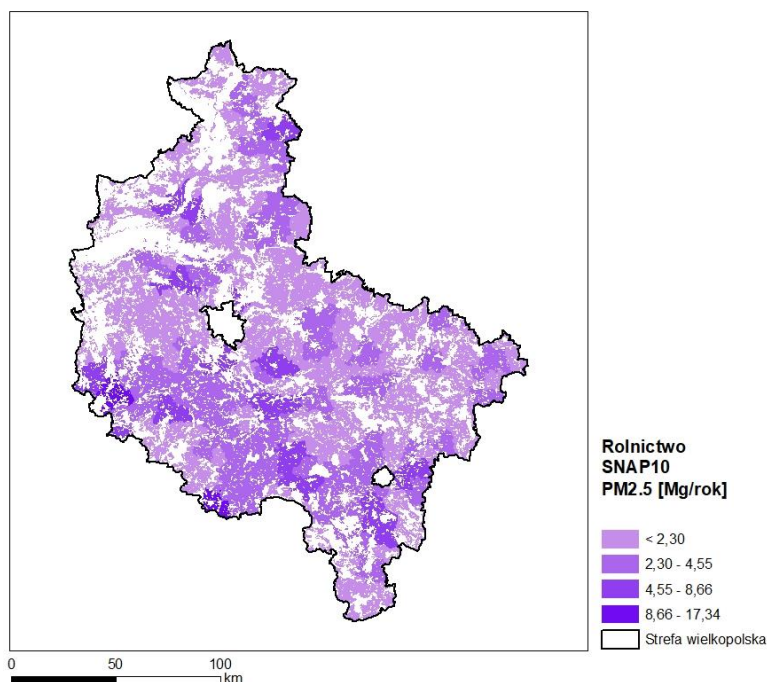 Rolnictwo
SNAP10
PM2.5 [Mg/rok]
< 2,30
2,30 - 4,55
4,55 - 8,66
8,66 - 17,34
Strefa wielkopolska
0 50 100
km